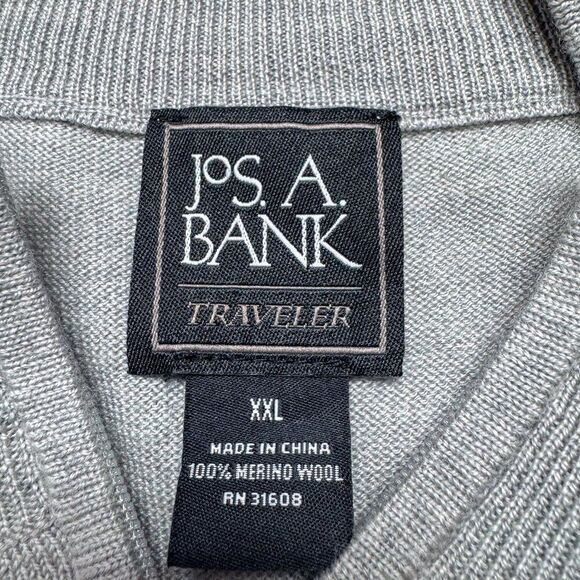 JOS. A.
BANK
TRAVELER
XXL
MADE IN CHINA
100% MERINO WOOL
RN 31608